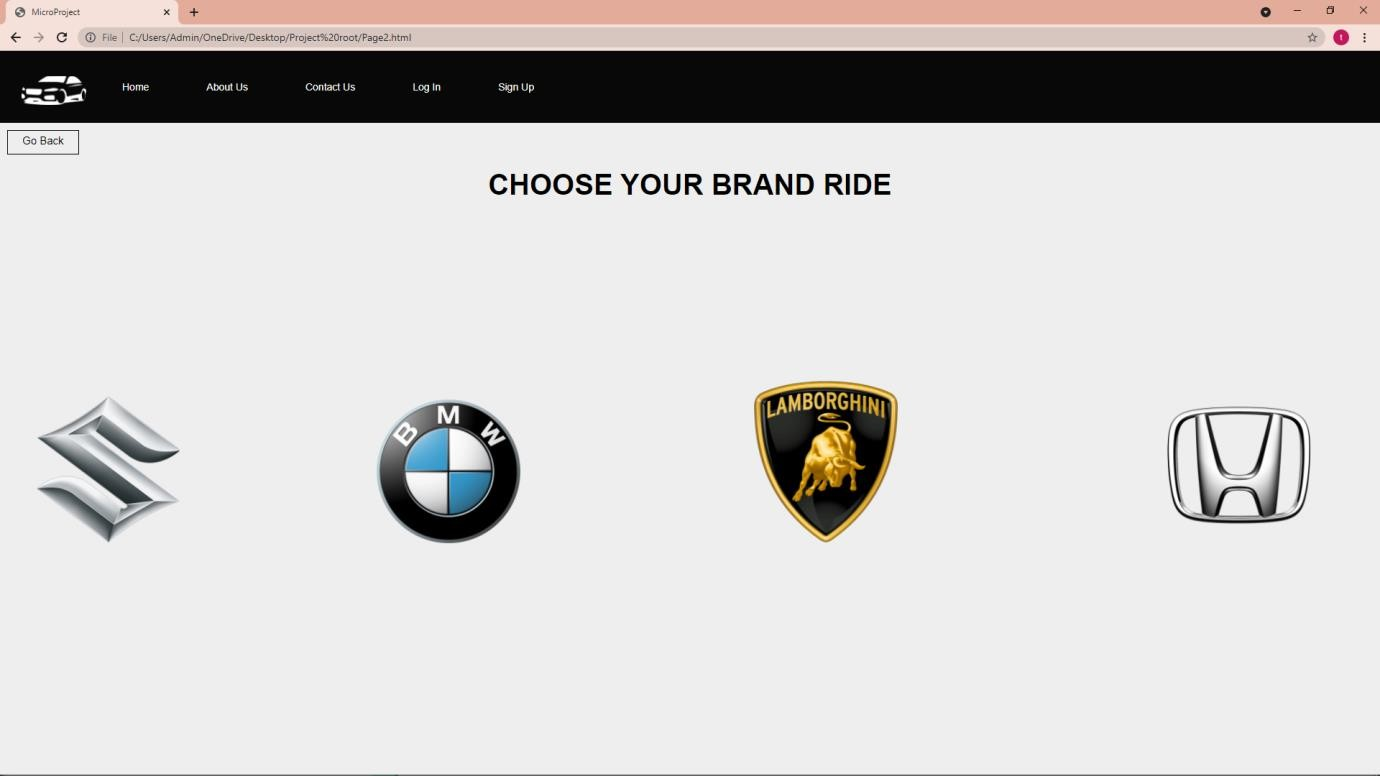 MicroProject
File
C:/Users/Admin/OneDrive/Desktop/Project%20root/Page2.html
t
Home
About Us
Contact Us
Log In
Sign Up
Go Back
CHOOSE YOUR BRAND RIDE
BMW
LAMBORGHINI